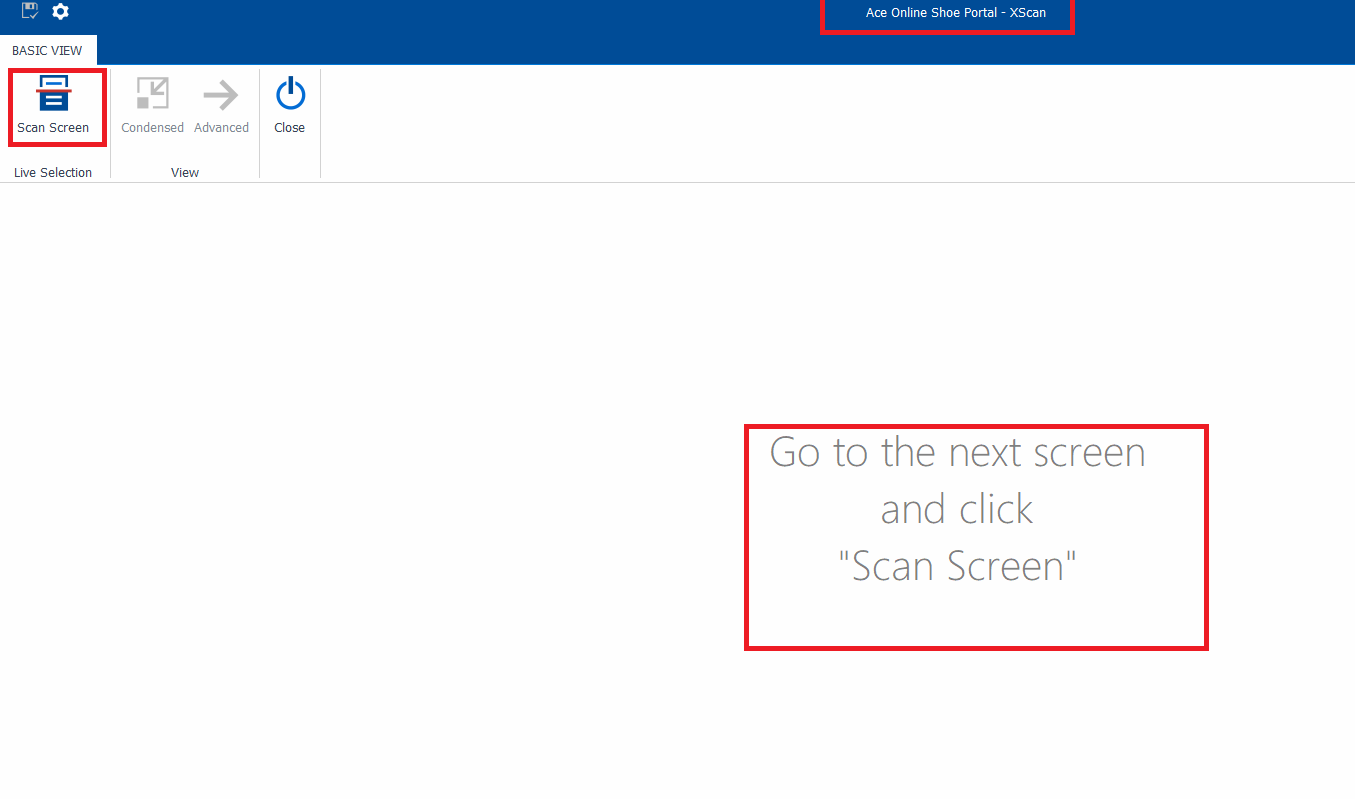 Ace Online Shoe Portal - XScan
BASIC VIEW
Scan Screen
Condensed
Advanced
Close
Live Selection
View
Go to the next screen
and click
"Scan Screen"